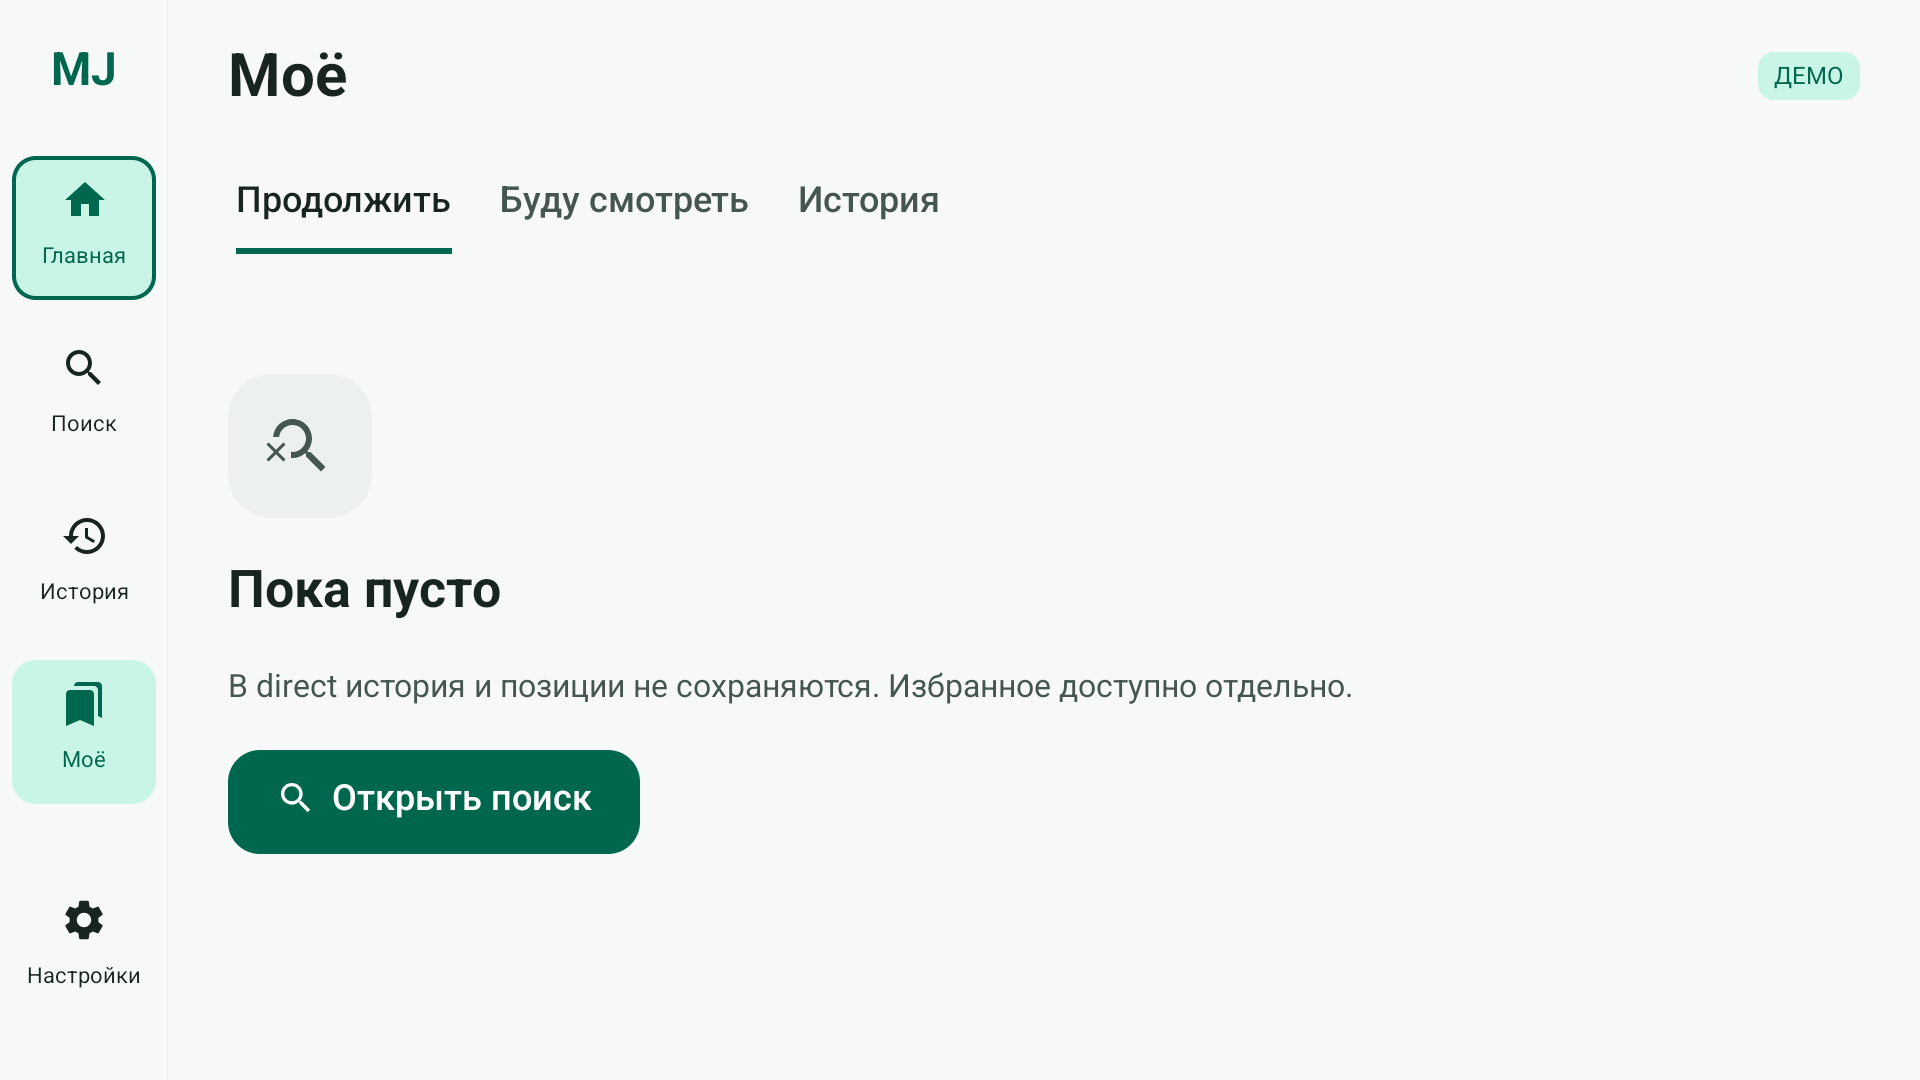 MJ
Главная
Поиск
История
Моё
Настройки
Моё
ДЕМО
Продолжить
Буду смотреть
История
Пока пусто
В direct история и позиции не сохраняются. Избранное доступно отдельно.
Открыть поиск